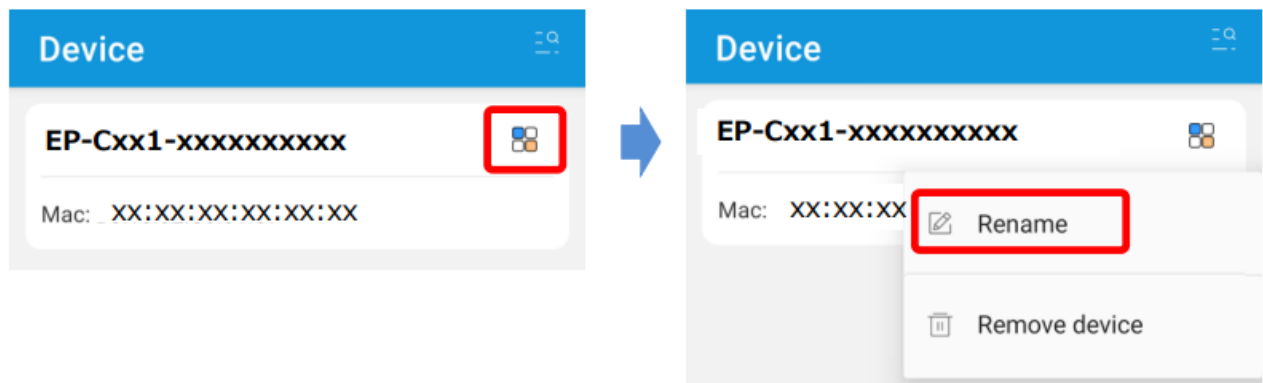 Device
EP-Cxx1-xxxxxxxxxx
Mac: xx:xx:xx:xx:xx:xx
Device
EP-Cxx1-xxxxxxxxxx
Mac: xx:xx:xx
Rename
Remove device